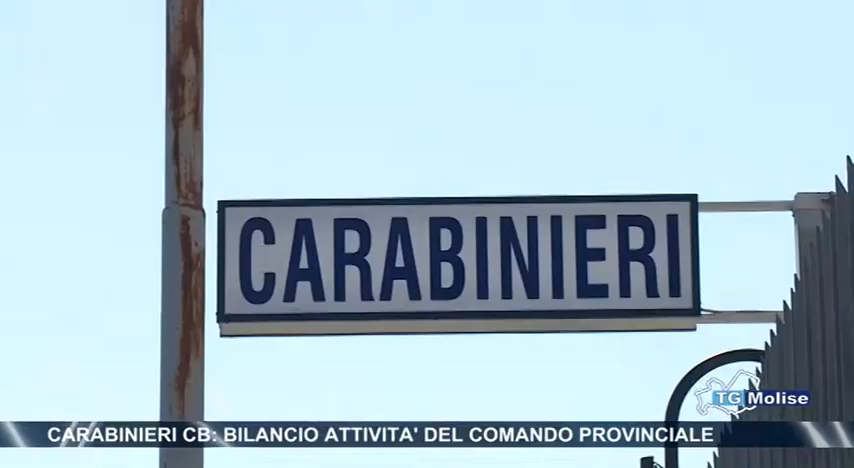 CARABINIERI
TG Molise
CARABINIERI CB: BILANCIO ATTIVITA' DEL COMANDO PROVINCIALE